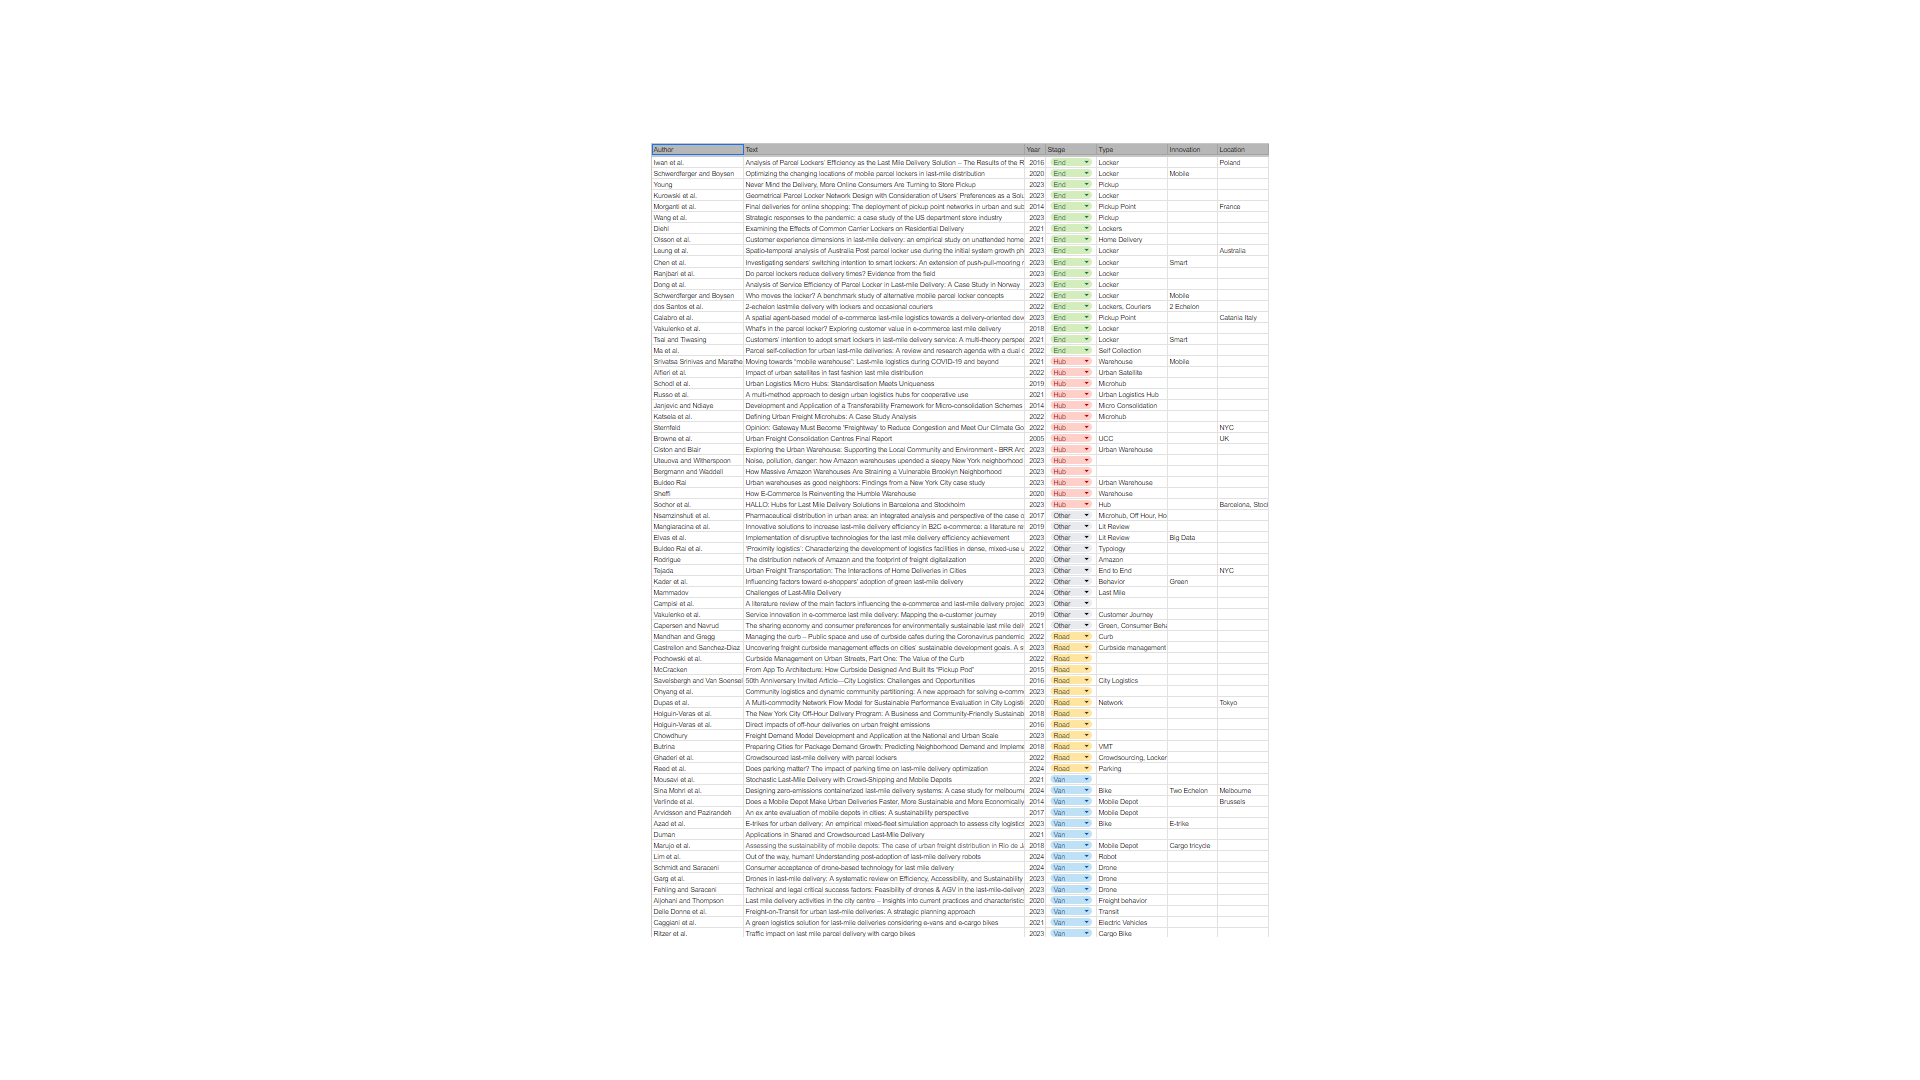 Author Text Year Stage Type Innovation Location
Iwan et al. Analysis of Parcel Lockers' Efficiency as the Last Mile Delivery Solution – The Results of the R 2016 End Locker Poland
Schwerdferger and Boysen Optimizing the changing locations of mobile parcel lockers in last-mile distribution 2020 End Locker Mobile
Young Never Mind the Delivery, More Online Consumers Are Turning to Store Pickup 2023 End Pickup
Kurowski et al. Geometrical Parcel Locker Network Design with Consideration of Users' Preferences as a Solu 2023 End Locker
Morganti et al. Final deliveries for online shopping: The deployment of pickup point networks in urban and sub 2014 End Pickup Point France
Wang et al. Strategic responses to the pandemic: a case study of the US department store industry 2023 End Pickup
Diehl Examining the Effects of Common Carrier Lockers on Residential Delivery 2021 End Lockers
Olsson et al. Customer experience dimensions in last-mile delivery: an empirical study on unattended home 2021 End Home Delivery
Leung et al. Spatio-temporal analysis of Australia Post parcel locker use during the initial system growth ph 2023 End Locker Australia
Chen et al. Investigating senders' switching intention to smart lockers: An extension of push-pull-mooring r 2023 End Locker Smart
Ranjbari et al. Do parcel lockers reduce delivery times? Evidence from the field 2023 End Locker
Dong et al. Analysis of Service Efficiency of Parcel Locker in Last-mile Delivery: A Case Study in Norway 2023 End Locker
Schwerdferger and Boysen Who moves the locker? A benchmark study of alternative mobile parcel locker concepts 2022 End Locker Mobile
dos Santos et al. 2-echelon lastmile delivery with lockers and occasional couriers 2022 End Lockers, Couriers 2 Echelon
Calabro et al. A spatial agent-based model of e-commerce last-mile logistics towards a delivery-oriented dev 2023 End Pickup Point Catania Italy
Vakulenko et al. What's in the parcel locker? Exploring customer value in e-commerce last mile delivery 2018 End Locker
Tsai and Tiwasing Customers' intention to adopt smart lockers in last-mile delivery service: A multi-theory perspec 2021 End Locker Smart
Ma et al. Parcel self-collection for urban last-mile deliveries: A review and research agenda with a dual c 2022 End Self Collection
Srivatsa Srinivas and Marathe Moving towards "mobile warehouse": Last-mile logistics during COVID-19 and beyond 2021 Hub Warehouse Mobile
Alfieri et al. Impact of urban satellites in fast fashion last mile distribution 2022 Hub Urban Satellite
Schodl et al. Urban Logistics Micro Hubs: Standardisation Meets Uniqueness 2019 Hub Microhub
Russo et al. A multi-method approach to design urban logistics hubs for cooperative use 2021 Hub Urban Logistics Hub
Janjevic and Ndiaye Development and Application of a Transferability Framework for Micro-consolidation Schemes 2014 Hub Micro Consolidation
Katsela et al. Defining Urban Freight Microhubs: A Case Study Analysis 2022 Hub Microhub
Sternfeld Opinion: Gateway Must Become 'Freightway' to Reduce Congestion and Meet Our Climate Go 2022 Hub NYC
Browne et al. Urban Freight Consolidation Centres Final Report 2005 Hub UCC UK
Ciston and Blair Exploring the Urban Warehouse: Supporting the Local Community and Environment - BRR Arc 2023 Hub Urban Warehouse
Uteuova and Witherspoon Noise, pollution, danger: how Amazon warehouses upended a sleepy New York neighborhood 2023 Hub
Bergmann and Waddell How Massive Amazon Warehouses Are Straining a Vulnerable Brooklyn Neighborhood 2023 Hub
Buldeo Rai Urban warehouses as good neighbors: Findings from a New York City case study 2023 Hub Urban Warehouse
Sheffi How E-Commerce Is Reinventing the Humble Warehouse 2020 Hub Warehouse
Sochor et al. HALLO: Hubs for Last Mile Delivery Solutions in Barcelona and Stockholm 2023 Hub Hub Barcelona, Stocl
Nsamzinshuti et al. Pharmaceutical distribution in urban area: an integrated analysis and perspective of the case o 2017 Other Microhub, Off Hour, Ho
Mangiaracina et al. Innovative solutions to increase last-mile delivery efficiency in B2C e-commerce: a literature re 2019 Other Lit Review
Elvas et al. Implementation of disruptive technologies for the last mile delivery efficiency achievement 2023 Other Lit Review Big Data
Buldeo Rai et al. 'Proximity logistics': Characterizing the development of logistics facilities in dense, mixed-use u 2022 Other Typology
Rodrigue The distribution network of Amazon and the footprint of freight digitalization 2020 Other Amazon
Tejada Urban Freight Transportation: The Interactions of Home Deliveries in Cities 2023 Other End to End NYC
Kader et al. Influencing factors toward e-shoppers' adoption of green last-mile delivery 2022 Other Behavior Green
Mammadov Challenges of Last-Mile Delivery 2024 Other Last Mile
Campisi et al. A literature review of the main factors influencing the e-commerce and last-mile delivery projec 2023 Other
Vakulenko et al. Service innovation in e-commerce last mile delivery: Mapping the e-customer journey 2019 Other Customer Journey
Capersen and Navrud The sharing economy and consumer preferences for environmentally sustainable last mile deli 2021 Other Green, Consumer Beha
Mandhan and Gregg Managing the curb – Public space and use of curbside cafes during the Coronavirus pandemic 2022 Road Curb
Castrellon and Sanchez-Diaz Uncovering freight curbside management effects on cities' sustainable development goals. A s 2023 Road Curbside management
Pochowski et al. Curbside Management on Urban Streets, Part One: The Value of the Curb 2022 Road
McCracken From App To Architecture: How Curbside Designed And Built Its "Pickup Pod" 2015 Road
Savelsbergh and Van Soensel 50th Anniversary Invited Article—City Logistics: Challenges and Opportunities 2016 Road City Logistics
Ohyang et al. Community logistics and dynamic community partitioning: A new approach for solving e-comm 2023 Road
Dupas et al. A Multi-commodity Network Flow Model for Sustainable Performance Evaluation in City Logisti 2020 Road Network Tokyo
Holguin-Veras et al. The New York City Off-Hour Delivery Program: A Business and Community-Friendly Sustainab 2018 Road
Holguin-Veras et al. Direct impacts of off-hour deliveries on urban freight emissions 2016 Road
Chowdhury Freight Demand Model Development and Application at the National and Urban Scale 2023 Road
Butrina Preparing Cities for Package Demand Growth: Predicting Neighborhood Demand and Impleme 2018 Road VMT
Ghaderi et al. Crowdsourced last-mile delivery with parcel lockers 2022 Road Crowdsourcing, Locker
Reed et al. Does parking matter? The impact of parking time on last-mile delivery optimization 2024 Road Parking
Mousavi et al. Stochastic Last-Mile Delivery with Crowd-Shipping and Mobile Depots 2021 Van
Sina Mohri et al. Designing zero-emissions containerized last-mile delivery systems: A case study for melbourne 2024 Van Bike Two Echelon Melbourne
Verlinde et al. Does a Mobile Depot Make Urban Deliveries Faster, More Sustainable and More Economically 2014 Van Mobile Depot Brussels
Arvidsson and Pazirandeh An ex ante evaluation of mobile depots in cities: A sustainability perspective 2017 Van Mobile Depot
Azad et al. E-trikes for urban delivery: An empirical mixed-fleet simulation approach to assess city logistics 2023 Van Bike E-trike
Duman Applications in Shared and Crowdsourced Last-Mile Delivery 2021 Van
Marujo et al. Assessing the sustainability of mobile depots: The case of urban freight distribution in Rio de J 2018 Van Mobile Depot Cargo tricycle
Lim et al. Out of the way, human! Understanding post-adoption of last-mile delivery robots 2024 Van Robot
Schmidt and Saraceni Consumer acceptance of drone-based technology for last mile delivery 2024 Van Drone
Garg et al. Drones in last-mile delivery: A systematic review on Efficiency, Accessibility, and Sustainability 2023 Van Drone
Fehling and Saraceni Technical and legal critical success factors: Feasibility of drones & AGV in the last-mile-delivery 2023 Van Drone
Aljohani and Thompson Last mile delivery activities in the city centre – Insights into current practices and characteristic 2020 Van Freight behavior
Delle Donne et al. Freight-on-Transit for urban last-mile deliveries: A strategic planning approach 2023 Van Transit
Caggiani et al. A green logistics solution for last-mile deliveries considering e-vans and e-cargo bikes 2021 Van Electric Vehicles
Ritzer et al. Traffic impact on last mile parcel delivery with cargo bikes 2023 Van Cargo Bike